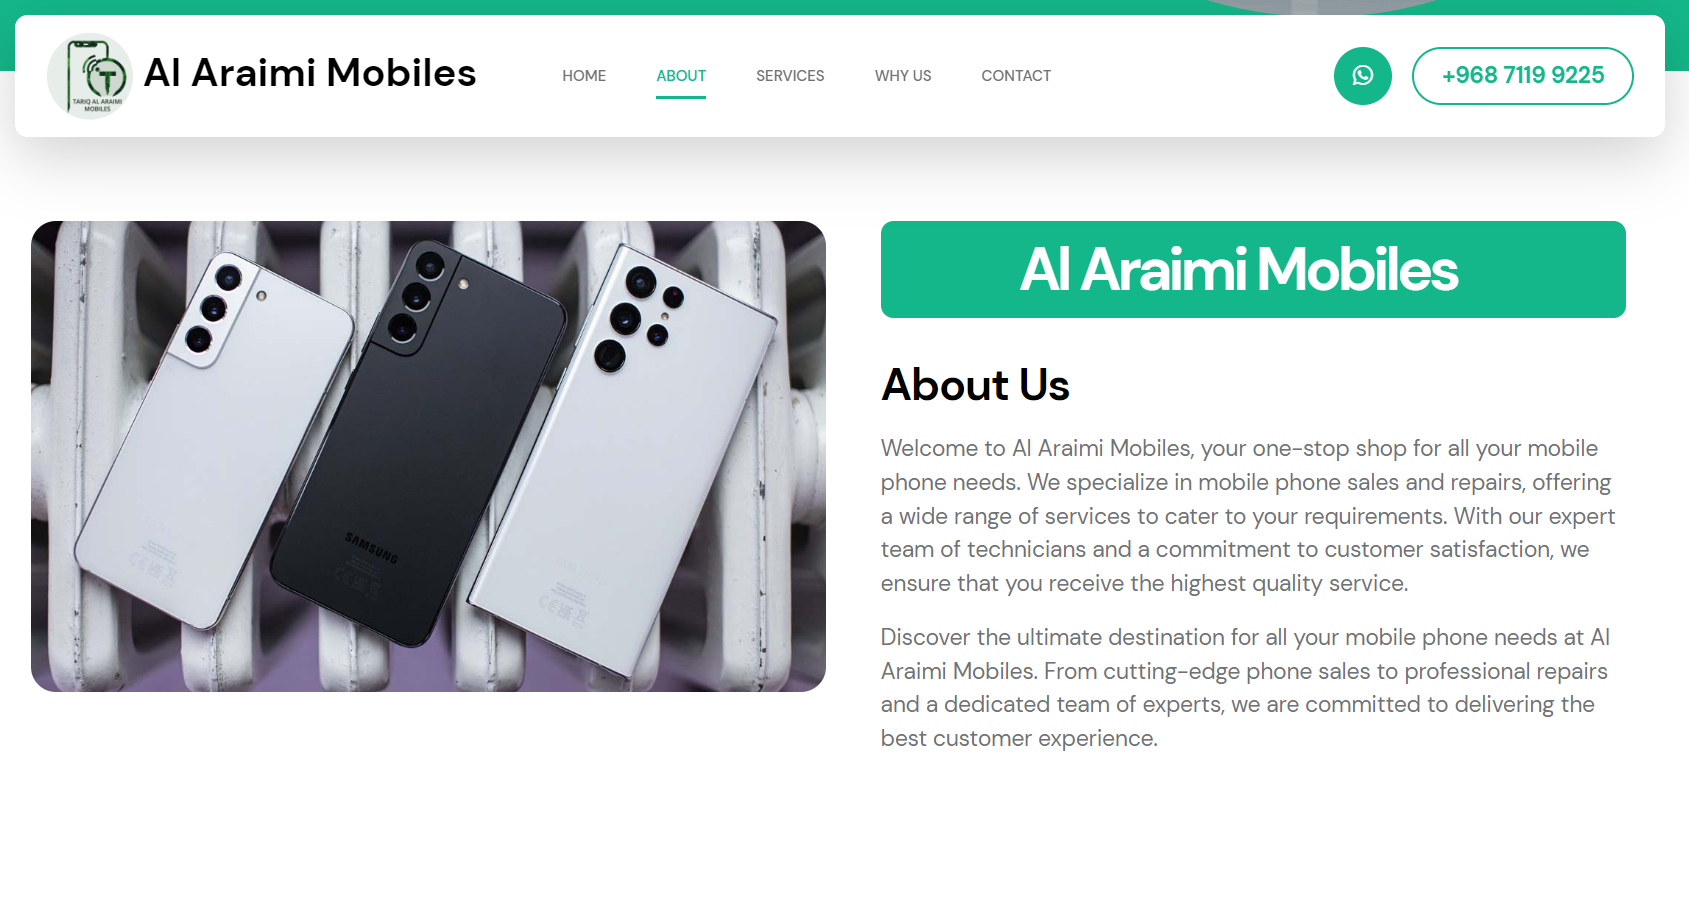 TARIQ AL ARAIMI
MOBILES
Al Araimi Mobiles
HOME
ABOUT
SERVICES
WHY US
CONTACT
+968 7119 9225
SAMSUNG
Al Araimi Mobiles
About Us
Welcome to Al Araimi Mobiles, your one-stop shop for all your mobile
phone needs. We specialize in mobile phone sales and repairs, offering
a wide range of services to cater to your requirements. With our expert
team of technicians and a commitment to customer satisfaction, we
ensure that you receive the highest quality service.
Discover the ultimate destination for all your mobile phone needs at Al
Araimi Mobiles. From cutting-edge phone sales to professional repairs
and a dedicated team of experts, we are committed to delivering the
best customer experience.